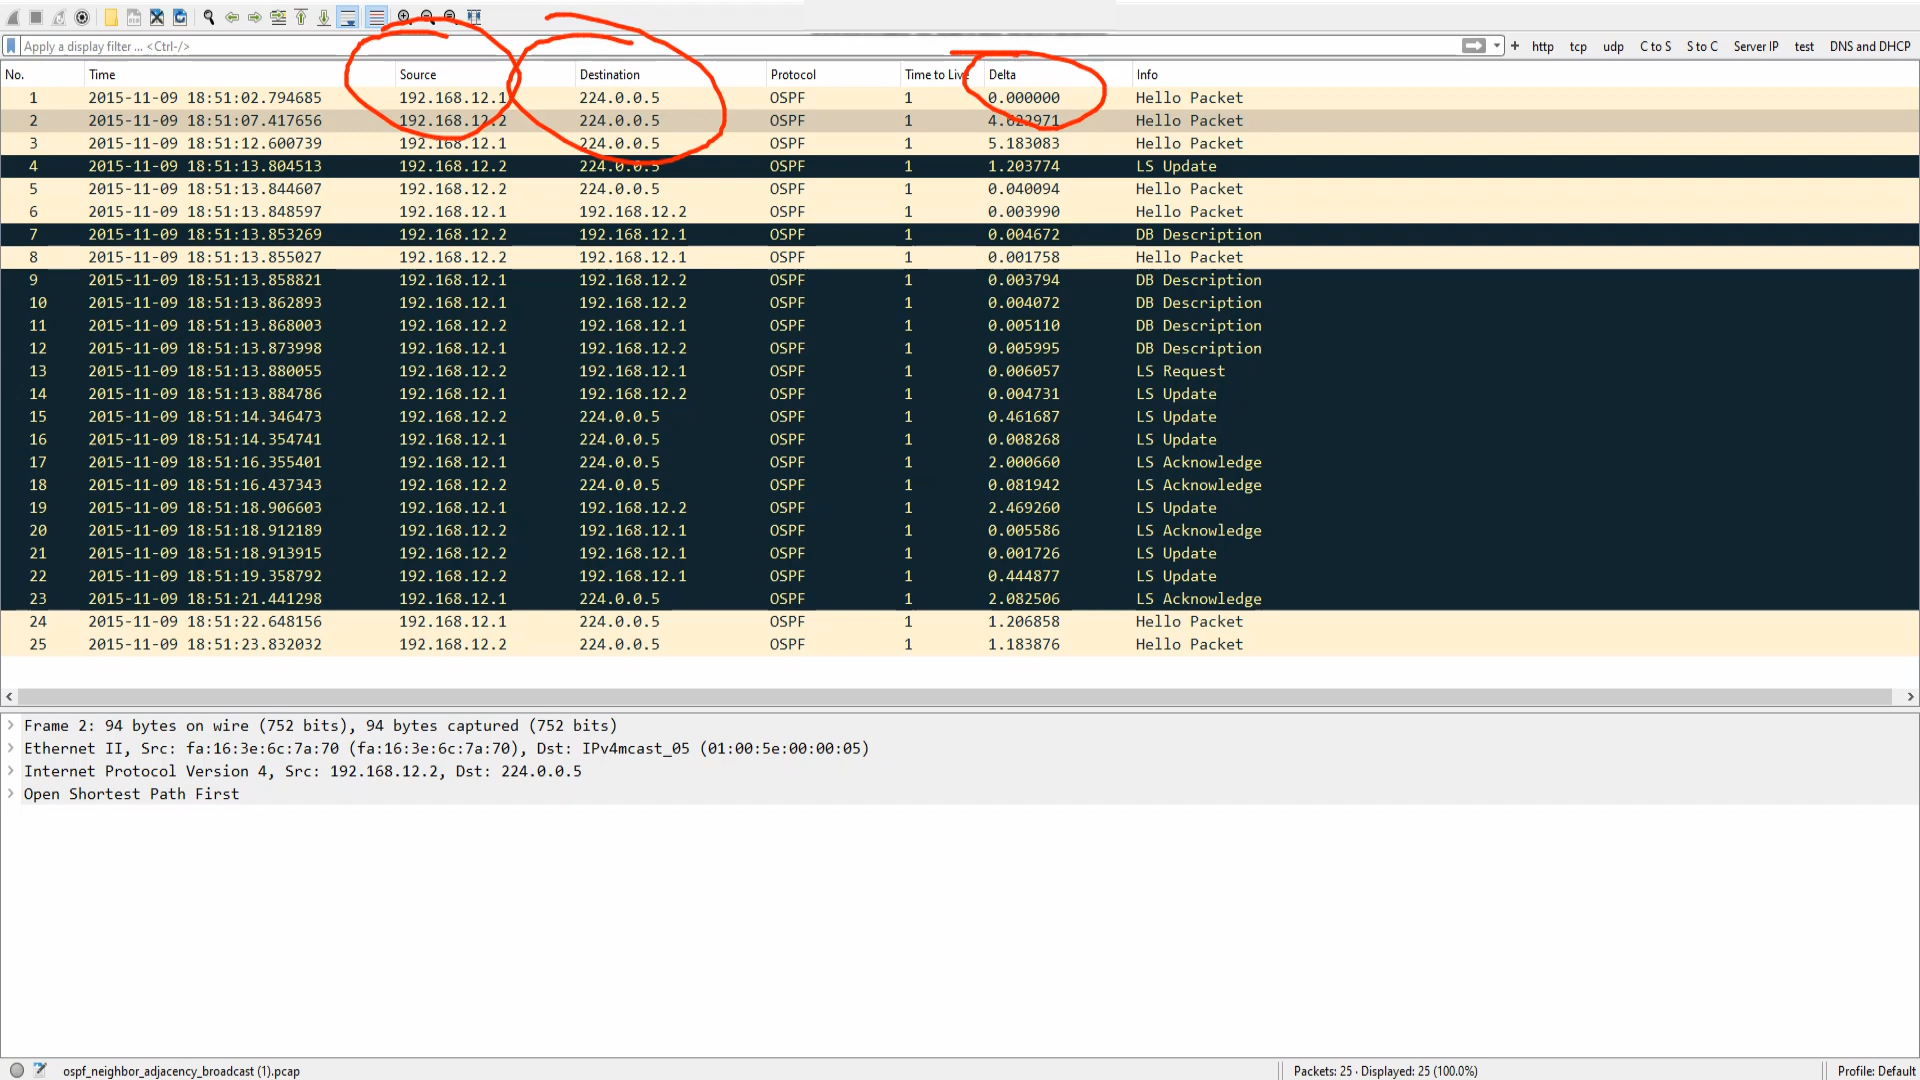 Apply a display filter ... <Ctrl-/> + http tcp udp C to S S to C Server IP test DNS and DHCP
No. Time Source Destination Protocol Time to Live Delta Info
1 2015-11-09 18:51:02.794685 192.168.12.1 224.0.0.5 OSPF 1 0.000000 Hello Packet
2 2015-11-09 18:51:07.417656 192.168.12.2 224.0.0.5 OSPF 1 4.622971 Hello Packet
3 2015-11-09 18:51:12.600739 192.168.12.1 224.0.0.5 OSPF 1 5.183083 Hello Packet
4 2015-11-09 18:51:13.804513 192.168.12.2 224.0.0.5 OSPF 1 1.203774 LS Update
5 2015-11-09 18:51:13.844607 192.168.12.2 224.0.0.5 OSPF 1 0.040094 Hello Packet
6 2015-11-09 18:51:13.848597 192.168.12.1 192.168.12.2 OSPF 1 0.003990 Hello Packet
7 2015-11-09 18:51:13.853269 192.168.12.2 192.168.12.1 OSPF 1 0.004672 DB Description
8 2015-11-09 18:51:13.855027 192.168.12.2 192.168.12.1 OSPF 1 0.001758 Hello Packet
9 2015-11-09 18:51:13.858821 192.168.12.1 192.168.12.2 OSPF 1 0.003794 DB Description
10 2015-11-09 18:51:13.862893 192.168.12.1 192.168.12.2 OSPF 1 0.004072 DB Description
11 2015-11-09 18:51:13.868003 192.168.12.2 192.168.12.1 OSPF 1 0.005110 DB Description
12 2015-11-09 18:51:13.873998 192.168.12.1 192.168.12.2 OSPF 1 0.005995 DB Description
13 2015-11-09 18:51:13.880055 192.168.12.2 192.168.12.1 OSPF 1 0.006057 LS Request
14 2015-11-09 18:51:13.884786 192.168.12.1 192.168.12.2 OSPF 1 0.004731 LS Update
15 2015-11-09 18:51:14.346473 192.168.12.2 224.0.0.5 OSPF 1 0.461687 LS Update
16 2015-11-09 18:51:14.354741 192.168.12.1 224.0.0.5 OSPF 1 0.008268 LS Update
17 2015-11-09 18:51:16.355401 192.168.12.1 224.0.0.5 OSPF 1 2.000660 LS Acknowledge
18 2015-11-09 18:51:16.437343 192.168.12.2 224.0.0.5 OSPF 1 0.081942 LS Acknowledge
19 2015-11-09 18:51:18.906603 192.168.12.1 192.168.12.2 OSPF 1 2.469260 LS Update
20 2015-11-09 18:51:18.912189 192.168.12.2 192.168.12.1 OSPF 1 0.005586 LS Acknowledge
21 2015-11-09 18:51:18.913915 192.168.12.2 192.168.12.1 OSPF 1 0.001726 LS Update
22 2015-11-09 18:51:19.358792 192.168.12.2 192.168.12.1 OSPF 1 0.444877 LS Update
23 2015-11-09 18:51:21.441298 192.168.12.1 224.0.0.5 OSPF 1 2.082506 LS Acknowledge
24 2015-11-09 18:51:22.648156 192.168.12.1 224.0.0.5 OSPF 1 1.206858 Hello Packet
25 2015-11-09 18:51:23.832032 192.168.12.2 224.0.0.5 OSPF 1 1.183876 Hello Packet
Frame 2: 94 bytes on wire (752 bits), 94 bytes captured (752 bits)
Ethernet II, Src: fa:16:3e:6c:7a:70 (fa:16:3e:6c:7a:70), Dst: IPv4mcast_05 (01:00:5e:00:00:05)
Internet Protocol Version 4, Src: 192.168.12.2, Dst: 224.0.0.5
Open Shortest Path First
ospf_neighbor_adjacency_broadcast (1).pcap Packets: 25 · Displayed: 25 (100.0%) Profile: Default